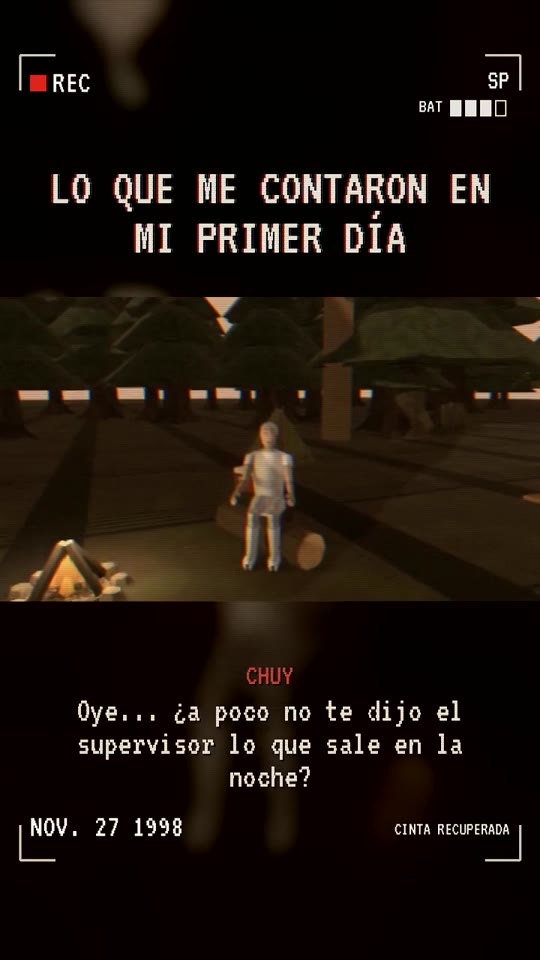 REC
SP
BAT
LO QUE ME CONTARON EN
MI PRIMER DÍA
CHUY
Oye... ¿a poco no te dijo el
supervisor lo que sale en la
noche?
NOV. 27 1998
CINTA RECUPERADA